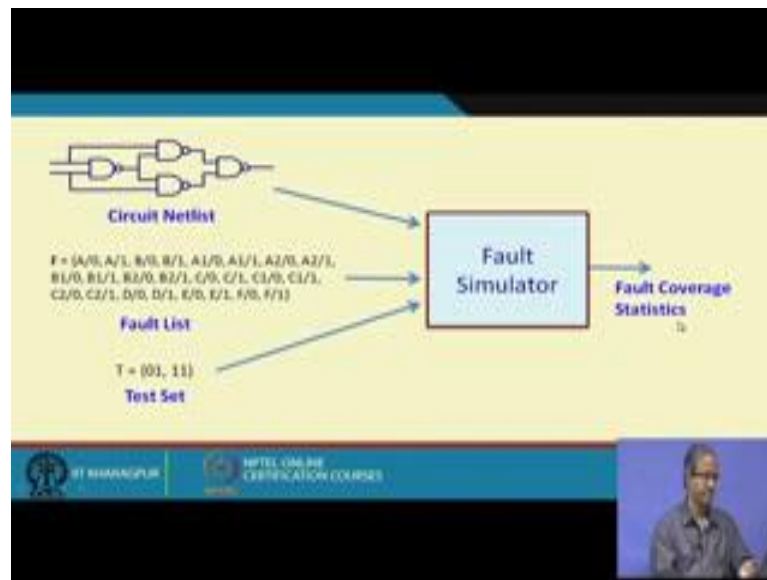 Circuit Netlist
F = {A/0, A/1, B/0, B/1, A1/0, A1/1, A2/0, A2/1,
B1/0, B1/1, B2/0, B2/1, C/0, C/1, C1/0, C1/1,
C2/0, C2/1, D/0, D/1, E/0, E/1, F/0, F/1}
Fault List
T = {01, 11}
Test Set
Fault
Simulator
Fault Coverage
Statistics
IIT KHARAGPUR
NPTEL ONLINE
CERTIFICATION COURSES